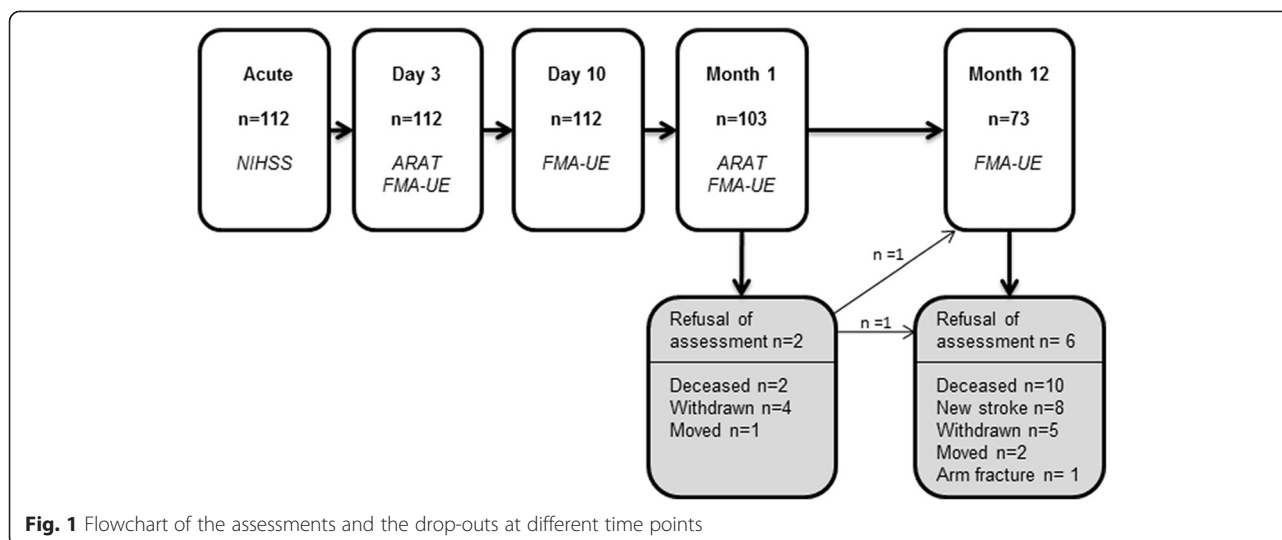 Acute
n=112
NIHSS
Day 3
n=112
ARAT
FMA-UE
Day 10
n=112
FMA-UE
Month 1
n=103
ARAT
FMA-UE
Month 12
n=73
FMA-UE
n =1
n =1
Refusal of
assessment n=2
Deceased n=2
Withdrawn n=4
Moved n=1
Refusal of
assessment n= 6
Deceased n=10
New stroke n=8
Withdrawn n=5
Moved n=2
Arm fracture n= 1
Fig. 1 Flowchart of the assessments and the drop-outs at different time points